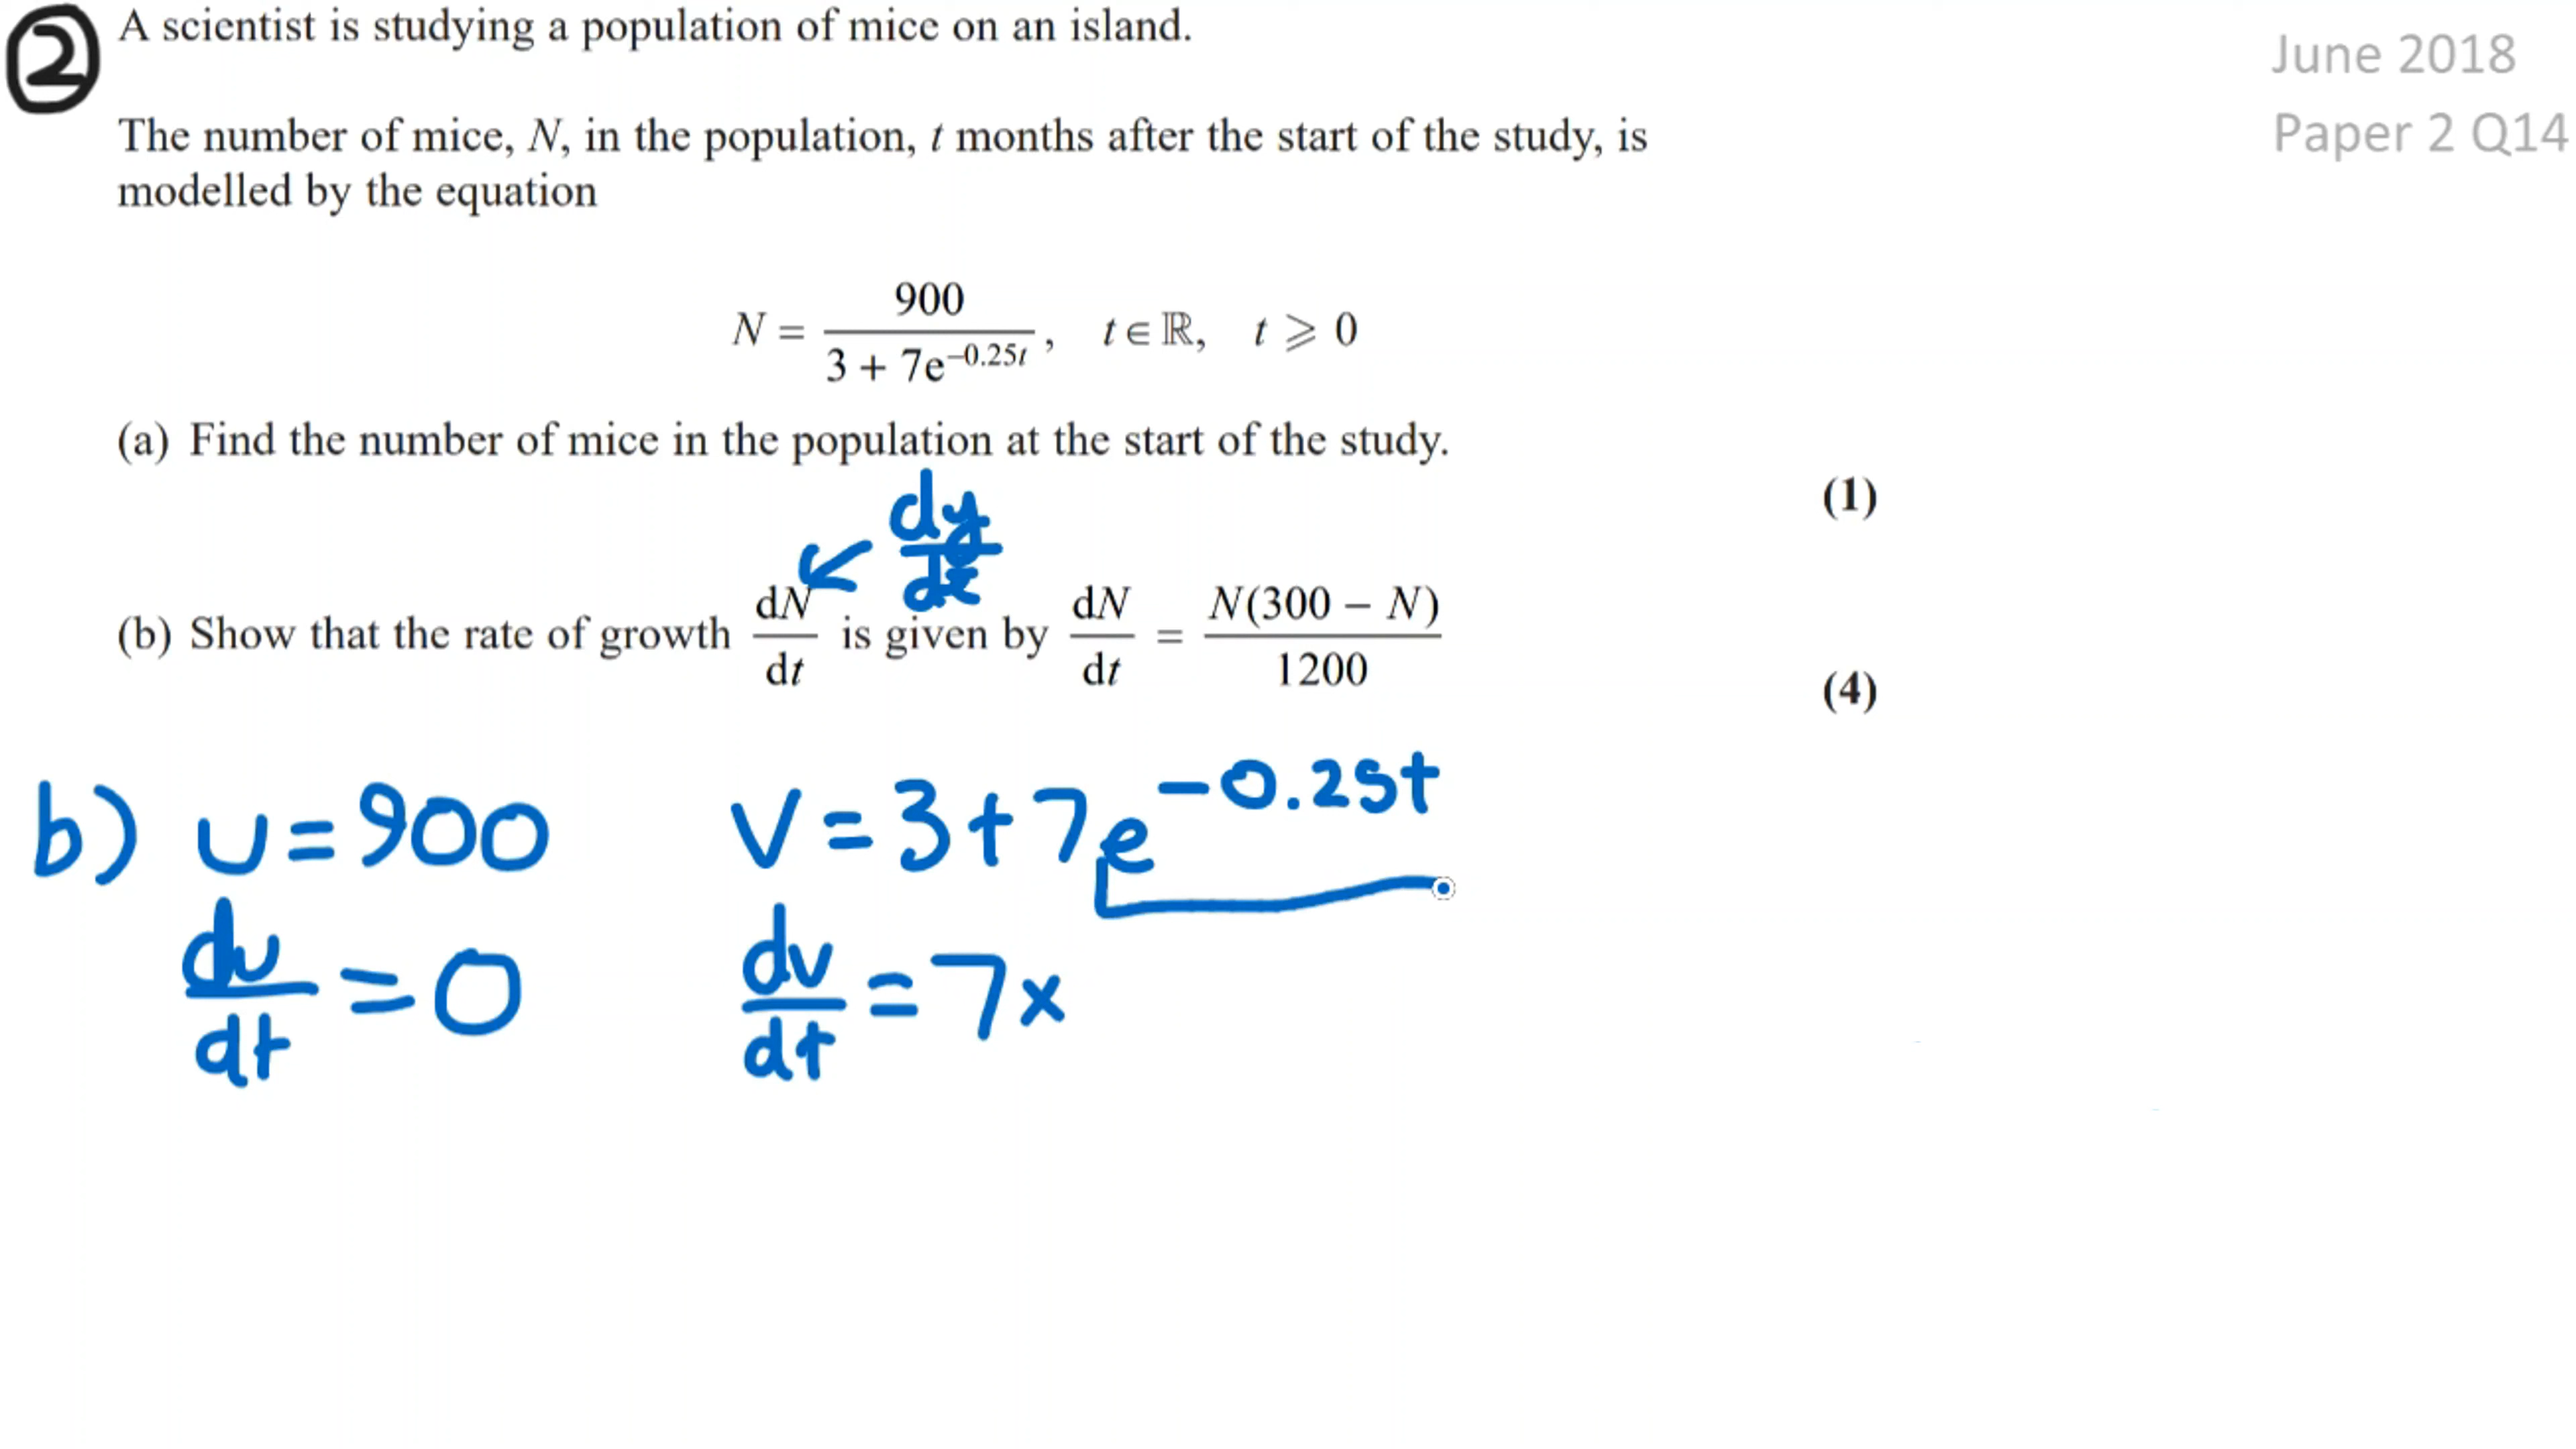 ② A scientist is studying a population of mice on an island.
June 2018
Paper 2 Q14
The number of mice, N, in the population, t months after the start of the study, is
modelled by the equation
N = 900 / (3 + 7e^{-0.25t}), t ∈ ℝ, t ⩾ 0
(a) Find the number of mice in the population at the start of the study.
(1)
dy/dx
(b) Show that the rate of growth dN/dt is given by dN/dt = N(300 – N) / 1200
(4)
b) u = 900 v = 3 + 7e^{-0.25t}
du/dt = 0 dv/dt = 7 ×